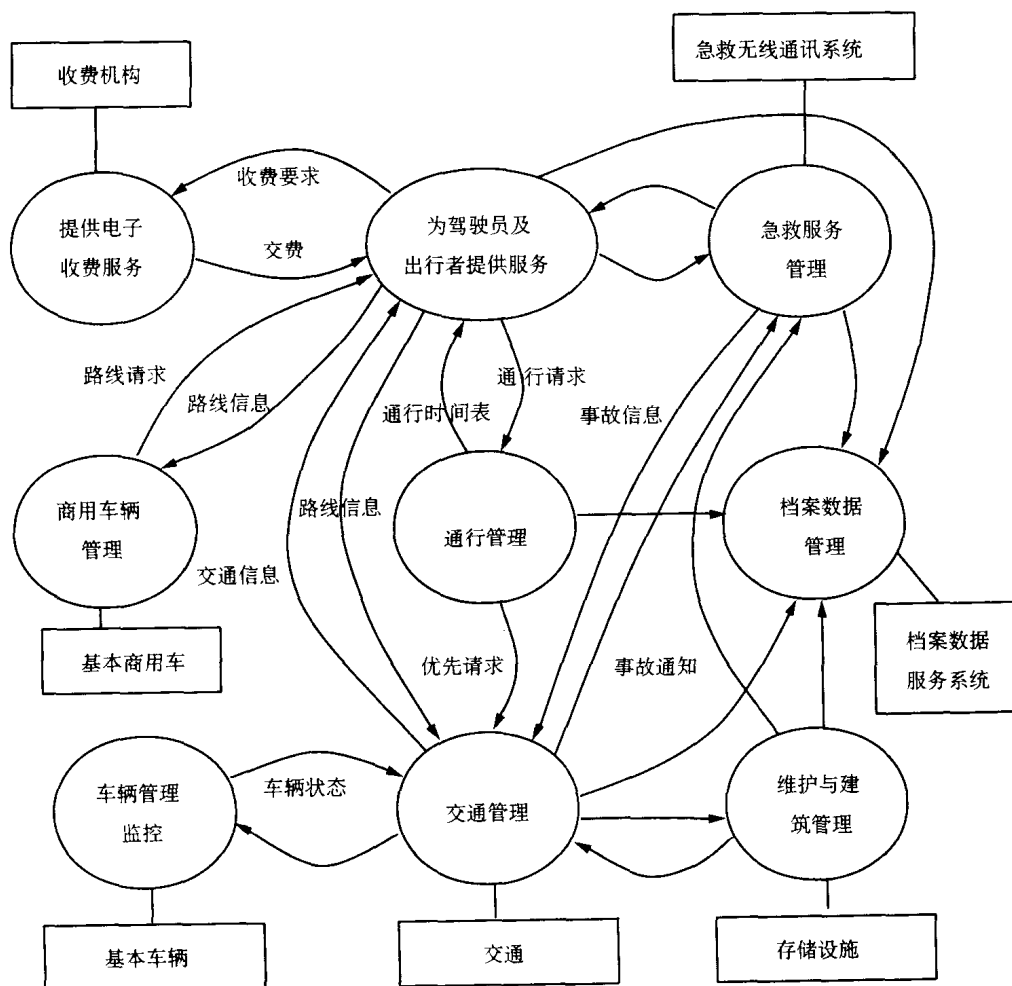 收费机构
急救无线通讯系统
收费要求
提供电子
收费服务
为驾驶员及
出行者提供服务
急救服务
管理
交费
路线请求
路线信息
通行请求
通行时间表
事故信息
商用车辆
管理
路线信息
通行管理
档案数据
管理
交通信息
基本商用车
优先请求
事故通知
档案数据
服务系统
车辆管理
监控
车辆状态
交通管理
维护与建
筑管理
基本车辆
交通
存储设施